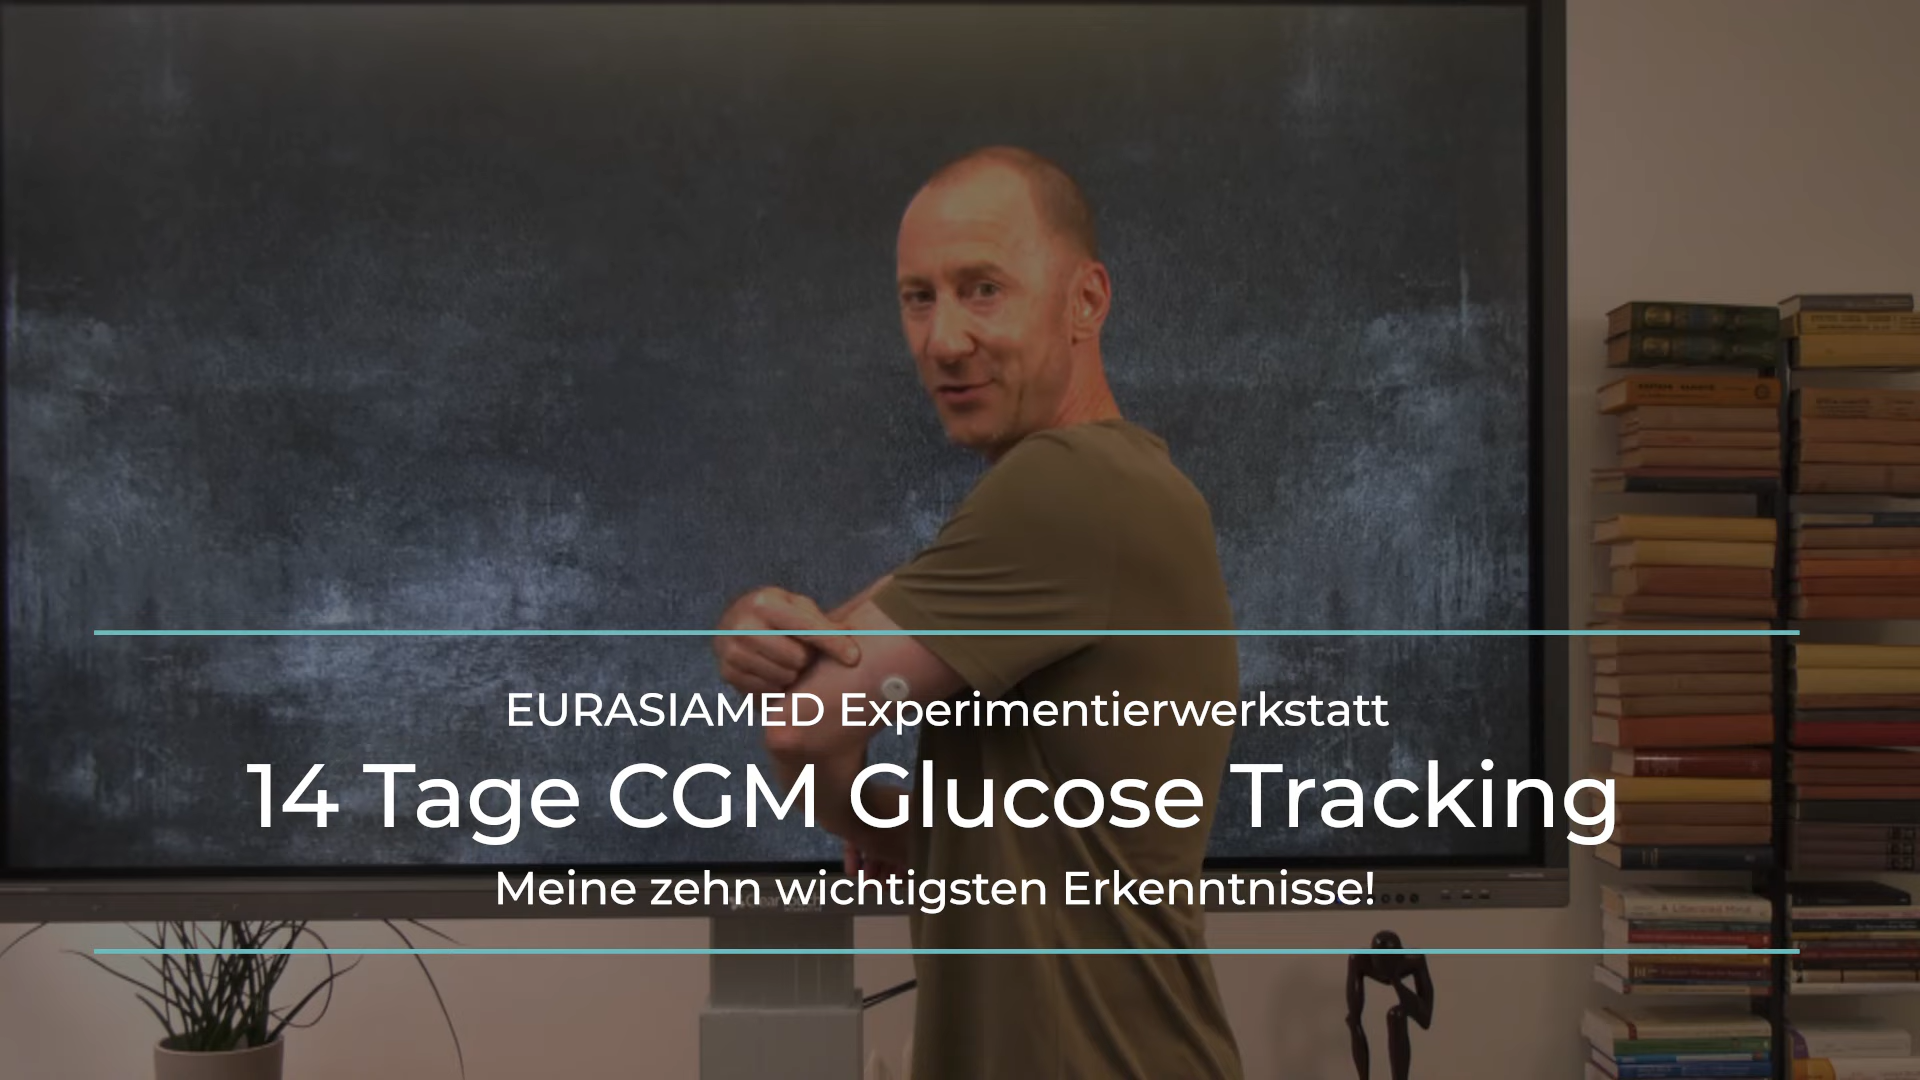 EURASIAMED Experimentierwerkstatt
14 Tage CGM Glucose Tracking
Meine zehn wichtigsten Erkenntnisse!